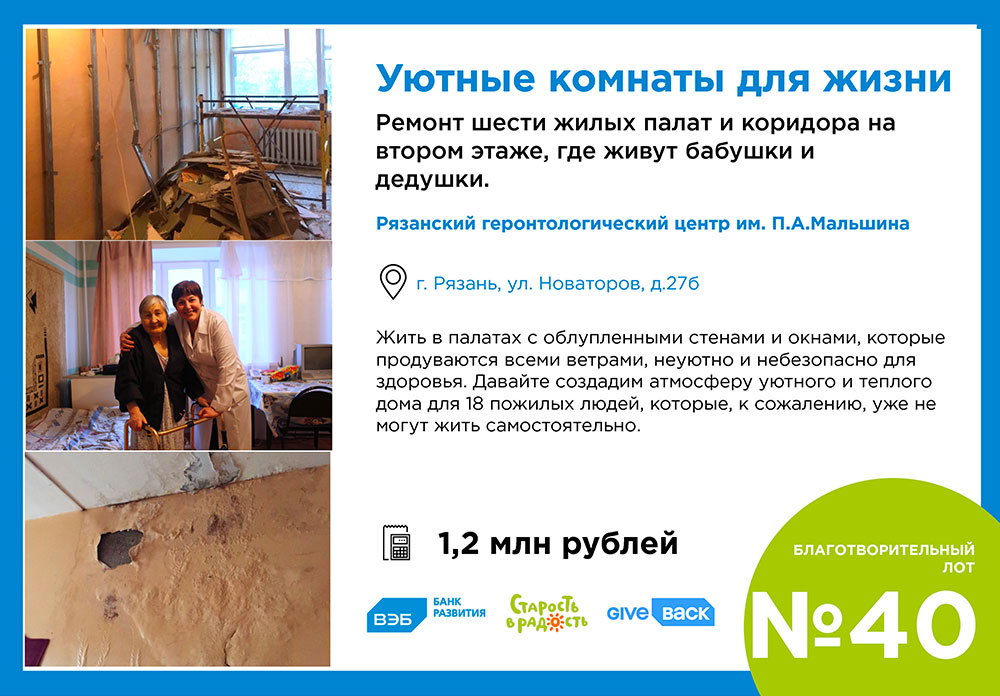 Уютные комнаты для жизни
Ремонт шести жилых палат и коридора на
втором этаже, где живут бабушки и
дедушки.
Рязанский геронтологический центр им. П.А.Мальшина
г. Рязань, ул. Новаторов, д.27б
Жить в палатах с облупленными стенами и окнами, которые
продуваются всеми ветрами, неуютно и небезопасно для
здоровья. Давайте создадим атмосферу уютного и теплого
дома для 18 пожилых людей, которые, к сожалению, уже не
могут жить самостоятельно.
1,2 млн рублей
ВЭБ БАНК
РАЗВИТИЯ
Старость
в радость
GIVE BACK
БЛАГОТВОРИТЕЛЬНЫЙ
ЛОТ
№40